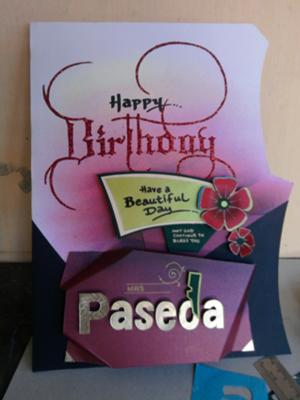 Happy...
Birthday
Have a
Beautiful
Day
MAY GOD
CONTINUE TO
BLESS YOU
MRS
Paseda